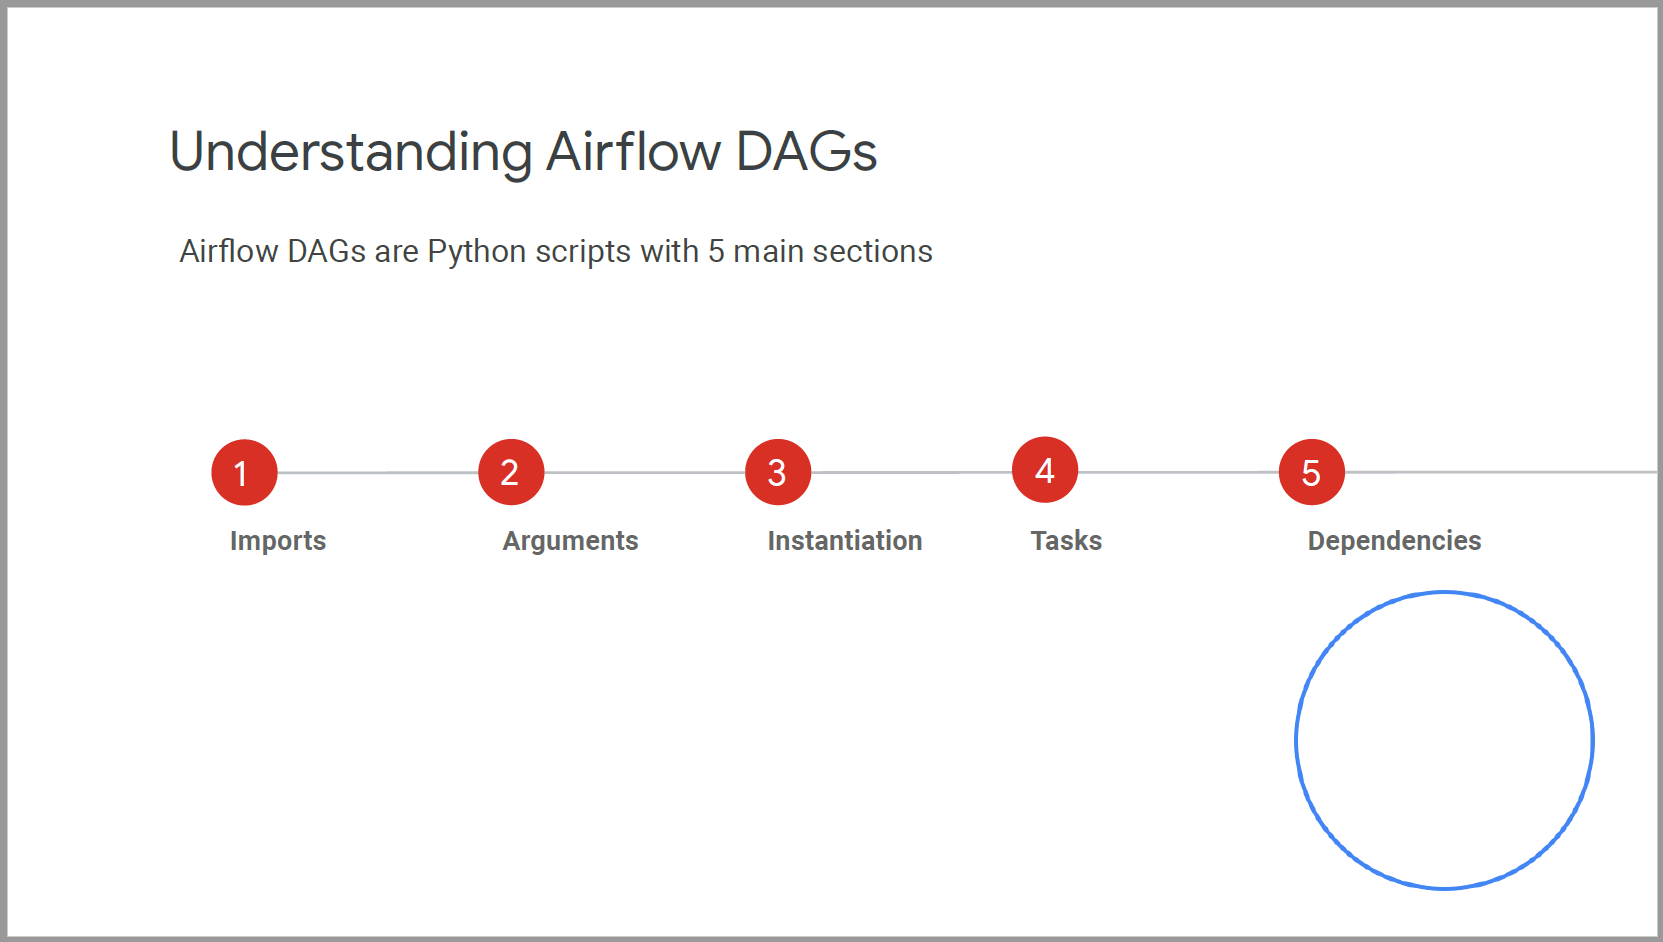 Understanding Airflow DAGs
Airflow DAGs are Python scripts with 5 main sections
1 2 3 4 5
Imports Arguments Instantiation Tasks Dependencies